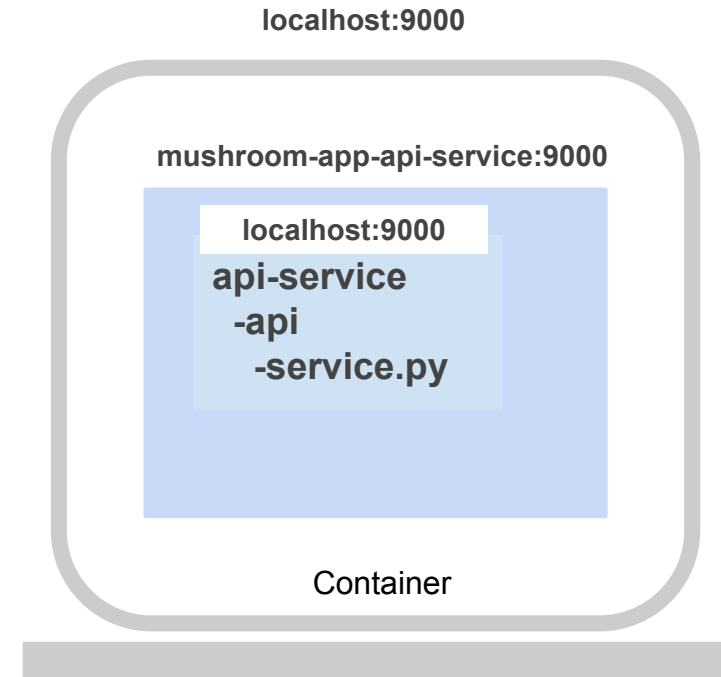 localhost:9000
mushroom-app-api-service:9000
localhost:9000
api-service
-api
-service.py
Container